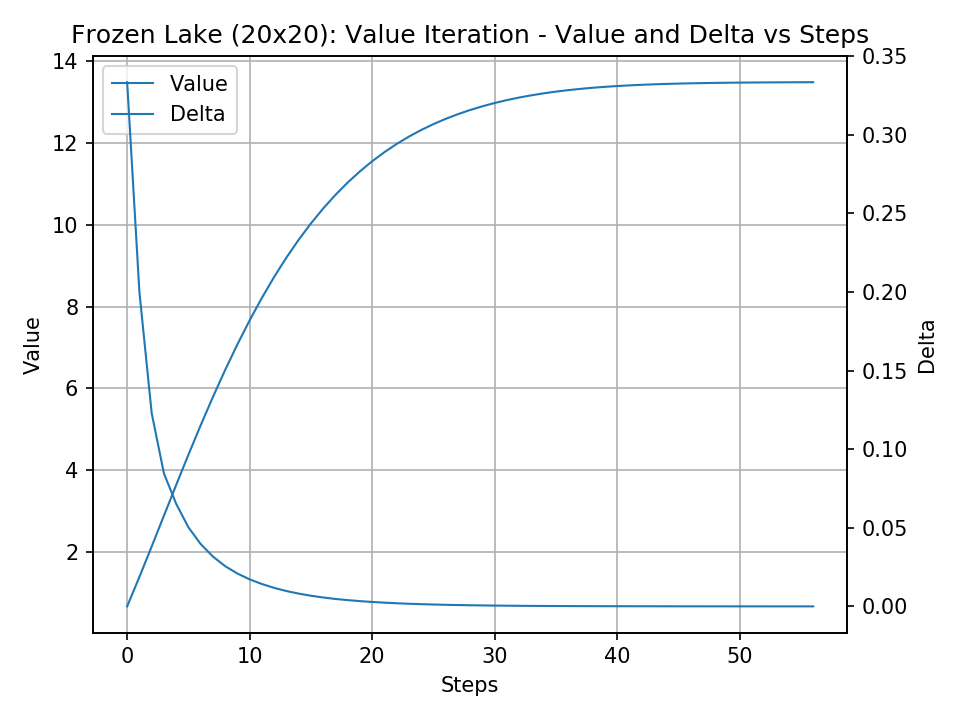 Frozen Lake (20x20): Value Iteration - Value and Delta vs Steps
Value
Delta
14
12
10
8
6
4
2
Value
0.35
0.30
0.25
0.20
0.15
0.10
0.05
0.00
Delta
0 10 20 30 40 50
Steps